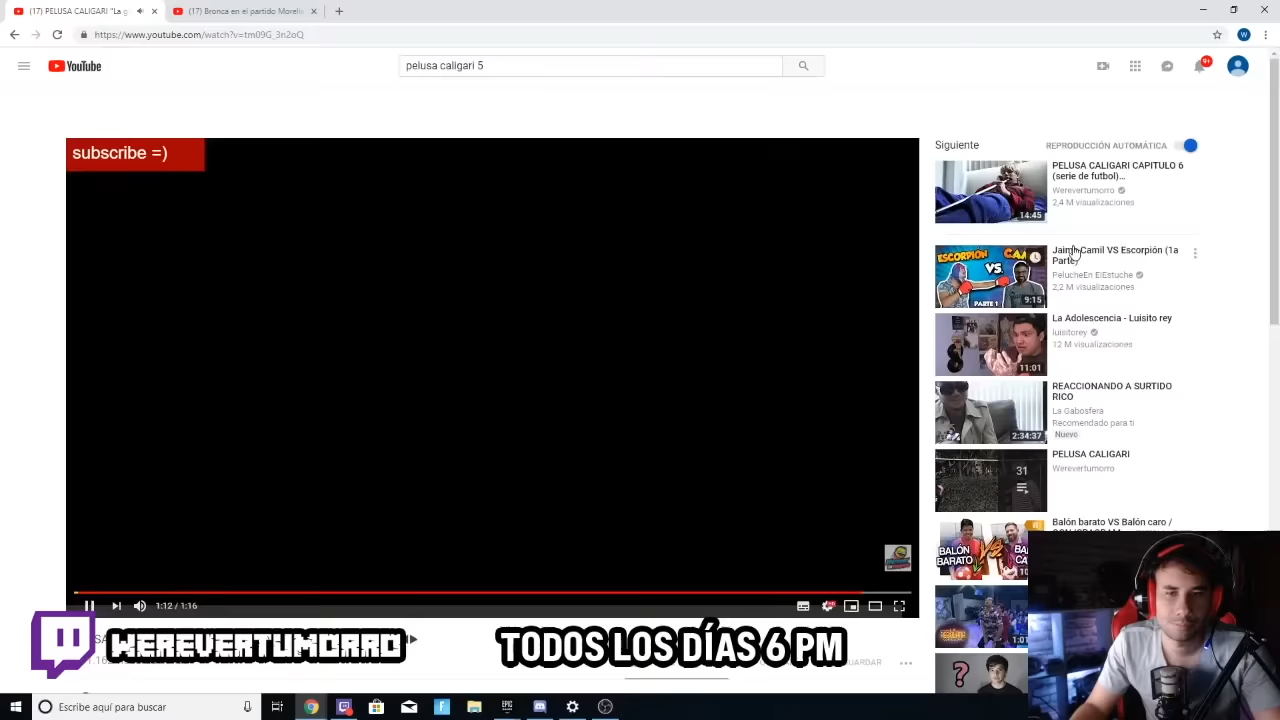 (17) PELUSA CALIGARI "La g
(17) Bronca en el partido Moreli
https://www.youtube.com/watch?v=tm09G_3n2oQ
W
YouTube
pelusa caligari 5
9+
subscribe =)
Siguiente
REPRODUCCIÓN AUTOMÁTICA
PELUSA CALIGARI CAPITULO 6
(serie de futbol)...
Werevertumorro
2,4 M visualizaciones
14:45
ESCORPIÓN
VS.
PARTE 1
9:15
Jaime Camil VS Escorpión (1a
Parte)
PelucheEn ElEstuche
2,2 M visualizaciones
La Adolescencia - Luisito rey
luisitorey
12 M visualizaciones
11:01
REACCIONANDO A SURTIDO
RICO
La Gabosfera
Recomendado para ti
Nuevo
2:34:37
PELUSA CALIGARI
Werevertumorro
31
Balón barato VS Balón caro /
BALÓN
BARATO
VS
1:12 / 1:16
WEREVERTUMORRO
TODOS LOS DÍAS 6 PM
Escribe aquí para buscar